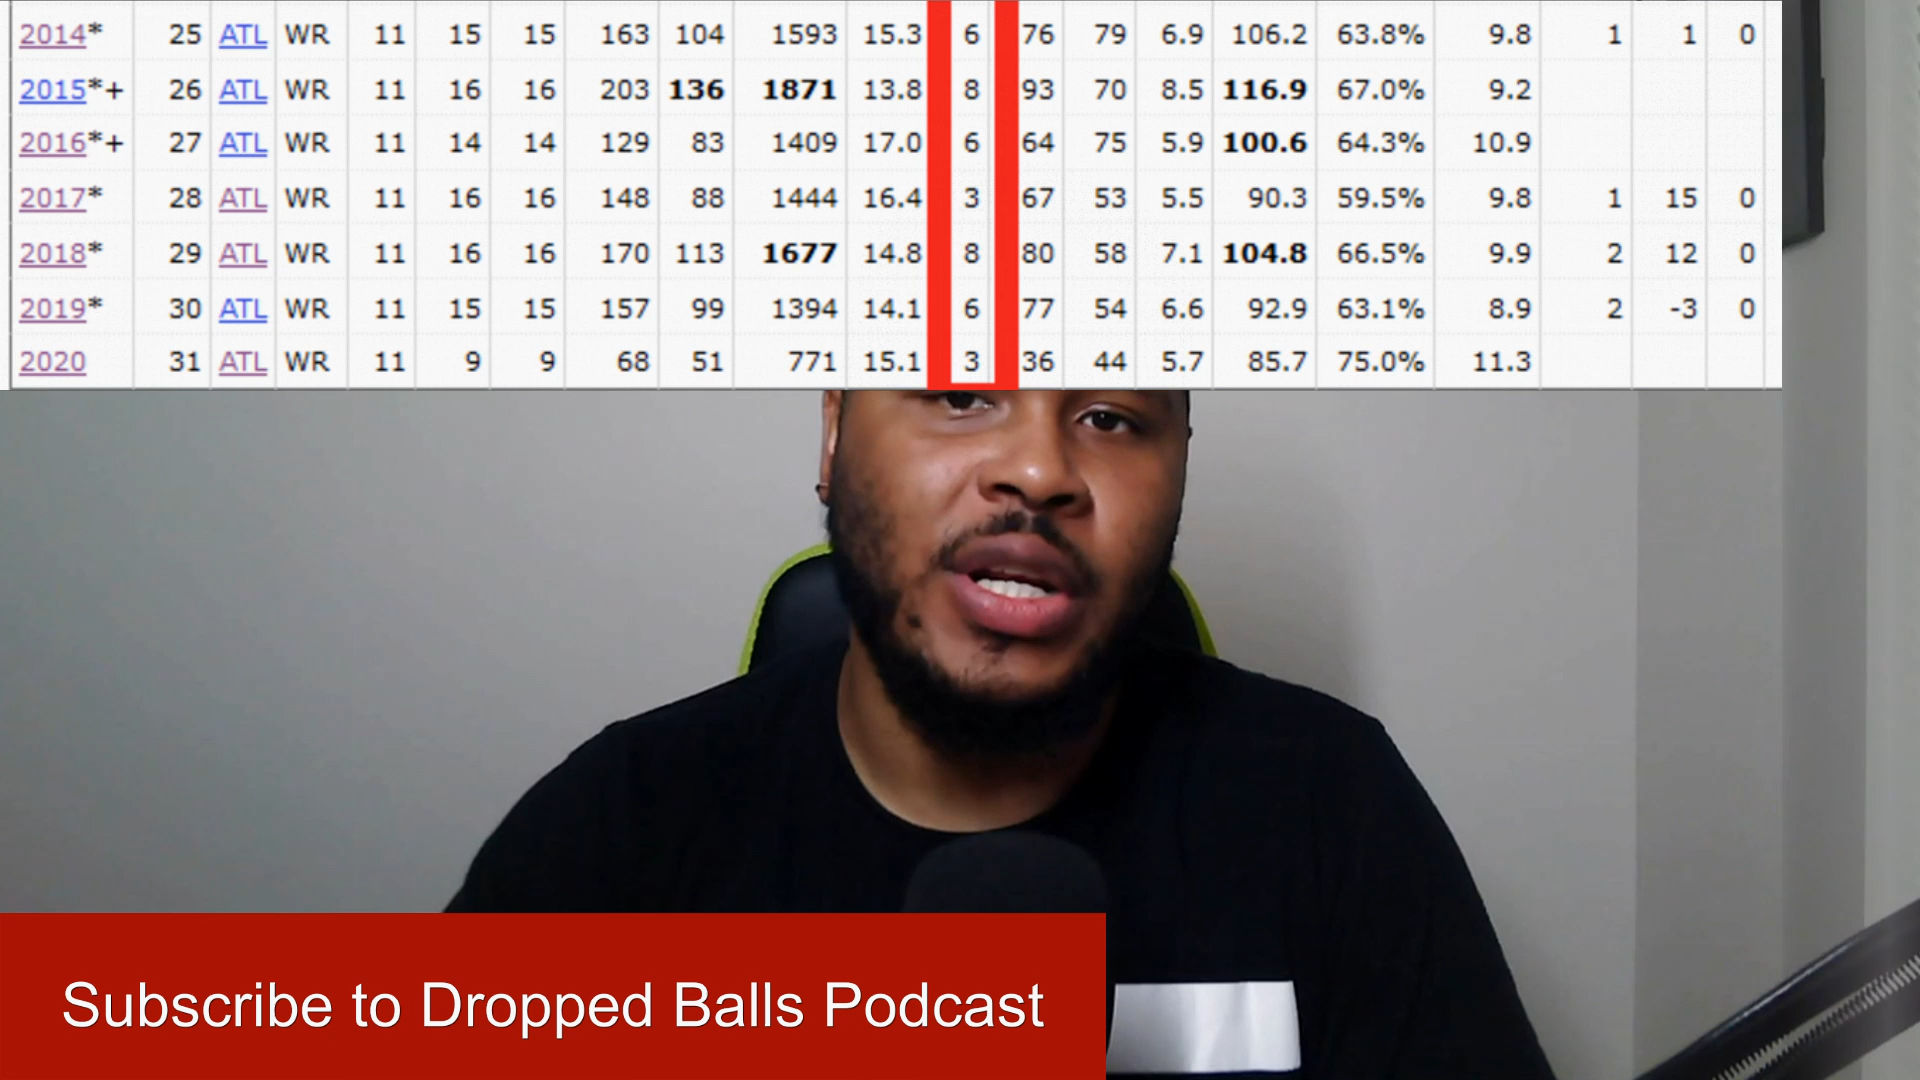 2014* 25 ATL WR 11 15 15 163 104 1593 15.3 6 76 79 6.9 106.2 63.8% 9.8 1 1 0
2015*+ 26 ATL WR 11 16 16 203 136 1871 13.8 8 93 70 8.5 116.9 67.0% 9.2
2016*+ 27 ATL WR 11 14 14 129 83 1409 17.0 6 64 75 5.9 100.6 64.3% 10.9
2017* 28 ATL WR 11 16 16 148 88 1444 16.4 3 67 53 5.5 90.3 59.5% 9.8 1 15 0
2018* 29 ATL WR 11 16 16 170 113 1677 14.8 8 80 58 7.1 104.8 66.5% 9.9 2 12 0
2019* 30 ATL WR 11 15 15 157 99 1394 14.1 6 77 54 6.6 92.9 63.1% 8.9 2 -3 0
2020 31 ATL WR 11 9 9 68 51 771 15.1 3 36 44 5.7 85.7 75.0% 11.3
Subscribe to Dropped Balls Podcast